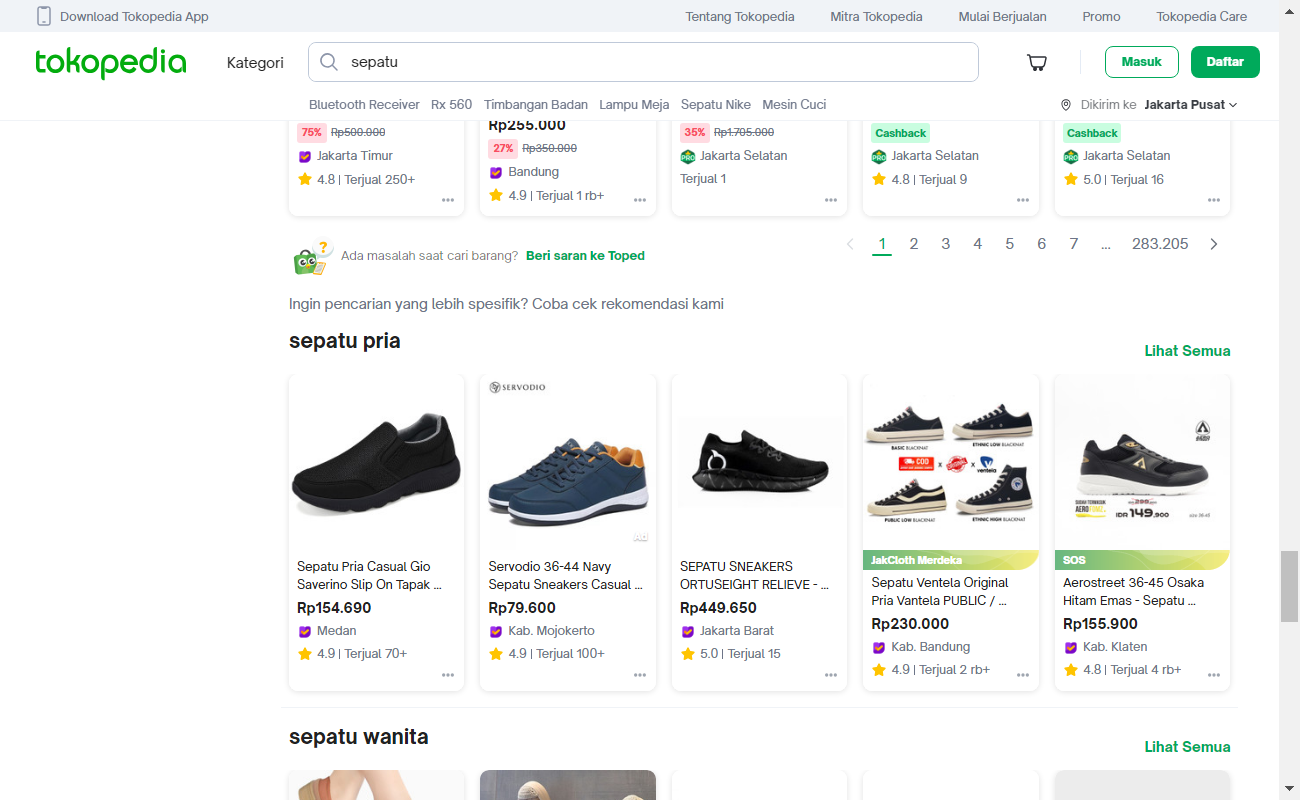 Download Tokopedia App
Tentang Tokopedia
Mitra Tokopedia
Mulai Berjualan
Promo
Tokopedia Care
tokopedia
Kategori
sepatu
Masuk
Daftar
Bluetooth Receiver
Rx 560
Timbangan Badan
Lampu Meja
Sepatu Nike
Mesin Cuci
Dikirim ke Jakarta Pusat
75% Rp500.000
Jakarta Timur
4.8 | Terjual 250+
Rp255.000
27% Rp350.000
Bandung
4.9 | Terjual 1 rb+
35% Rp1.705.000
PRO Jakarta Selatan
Terjual 1
Cashback
PRO Jakarta Selatan
4.8 | Terjual 9
Cashback
PRO Jakarta Selatan
5.0 | Terjual 16
Ada masalah saat cari barang? Beri saran ke Toped
1 2 3 4 5 6 7 ... 283.205
Ingin pencarian yang lebih spesifik? Coba cek rekomendasi kami
sepatu pria
Lihat Semua
Sepatu Pria Casual Gio
Saverino Slip On Tapak ...
Rp154.690
Medan
4.9 | Terjual 70+
SERVODIO
Ad
Servodio 36-44 Navy
Sepatu Sneakers Casual ...
Rp79.600
Kab. Mojokerto
4.9 | Terjual 100+
SEPATU SNEAKERS
ORTUSEIGHT RELIEVE - ...
Rp449.650
Jakarta Barat
5.0 | Terjual 15
BASIC BLACKNAT
ETHNIC LOW BLACKNAT
COD
x
ORIGINAL
x
ventela
PUBLIC LOW BLACKNAT
ETHNIC HIGH BLACKNAT
JakCloth Merdeka
Sepatu Ventela Original
Pria Vantela PUBLIC / ...
Rp230.000
Kab. Bandung
4.9 | Terjual 2 rb+
IDR 149.900
SOS
Aerostreet 36-45 Osaka
Hitam Emas - Sepatu ...
Rp155.900
Kab. Klaten
4.8 | Terjual 4 rb+
sepatu wanita
Lihat Semua